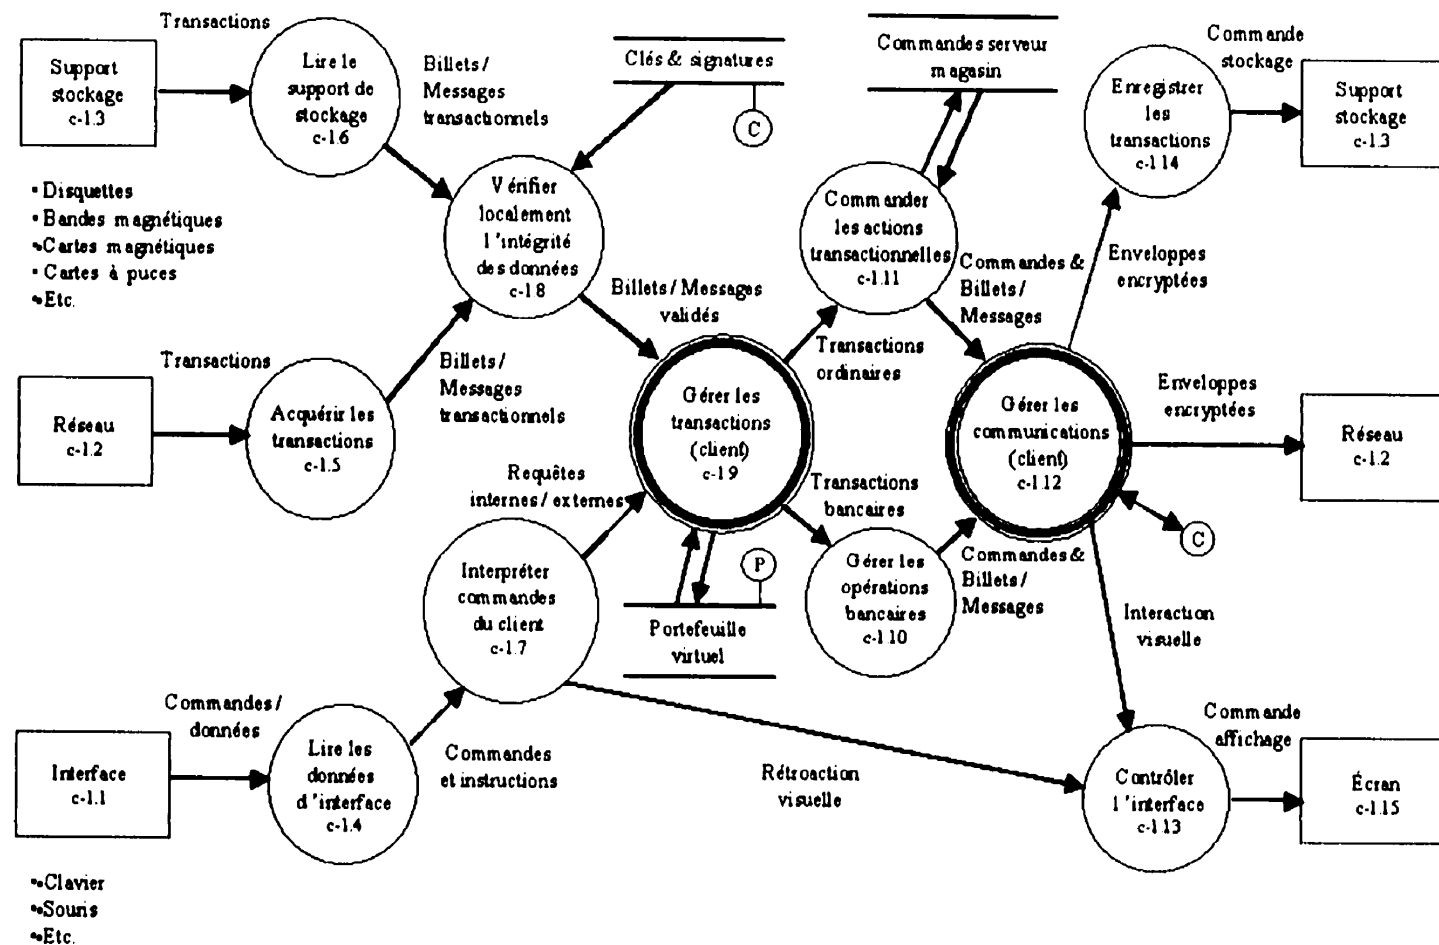 Transactions
Support
stockage
c-1.3
Lire le
support de
stockage
c-1.6
Billets /
Messages
transactionnels
Clés & signatures
C
Commandes serveur
magasin
Enregistrer
les
transactions
c-1.14
Commande
stockage
Support
stockage
c-1.3
• Disquettes
• Bandes magnétiques
• Cartes magnétiques
• Cartes à puces
• Etc.
Vérifier
localement
l 'intégrité
des données
c-1.8
Commander
les actions
transactionnelles
c-1.11
Enveloppes
encryptées
Billets / Messages
validés
Commandes &
Billets /
Messages
Transactions
Réseau
c-1.2
Acquérir les
transactions
c-1.5
Billets /
Messages
transactionnels
Gérer les
transactions
(client)
c-1.9
Transactions
ordinaires
Gérer les
communications
(client)
c-1.12
Enveloppes
encryptées
Réseau
c-1.2
Requêtes
internes / externes
Transactions
bancaires
C
Interpréter
commandes
du client
c-1.7
P
Portefeuille
virtuel
Gérer les
opérations
bancaires
c-1.10
Commandes &
Billets /
Messages
Interaction
visuelle
Commandes /
données
Interface
c-1.1
Lire les
données
d 'interface
c-1.4
Commandes
et instructions
Rétroaction
visuelle
Contrôler
l 'interface
c-1.13
Commande
affichage
Écran
c-1.15
• Clavier
• Souris
• Etc.